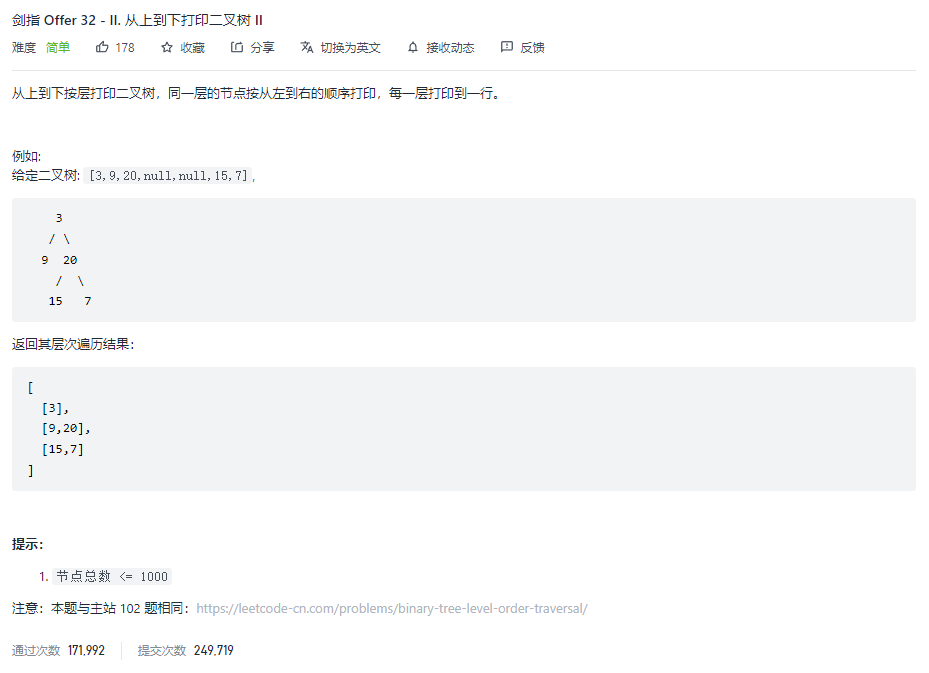 剑指 Offer 32 - II. 从上到下打印二叉树 II
难度 简单 178 收藏 分享 切换为英文 接收动态 反馈
从上到下按层打印二叉树，同一层的节点按从左到右的顺序打印，每一层打印到一行。
例如:
给定二叉树: [3,9,20,null,null,15,7],
3
/ \
9 20
/ \
15 7
返回其层次遍历结果：
[
[3],
[9,20],
[15,7]
]
提示：
1. 节点总数 <= 1000
注意：本题与主站 102 题相同：https://leetcode-cn.com/problems/binary-tree-level-order-traversal/
通过次数 171,992 提交次数 249,719